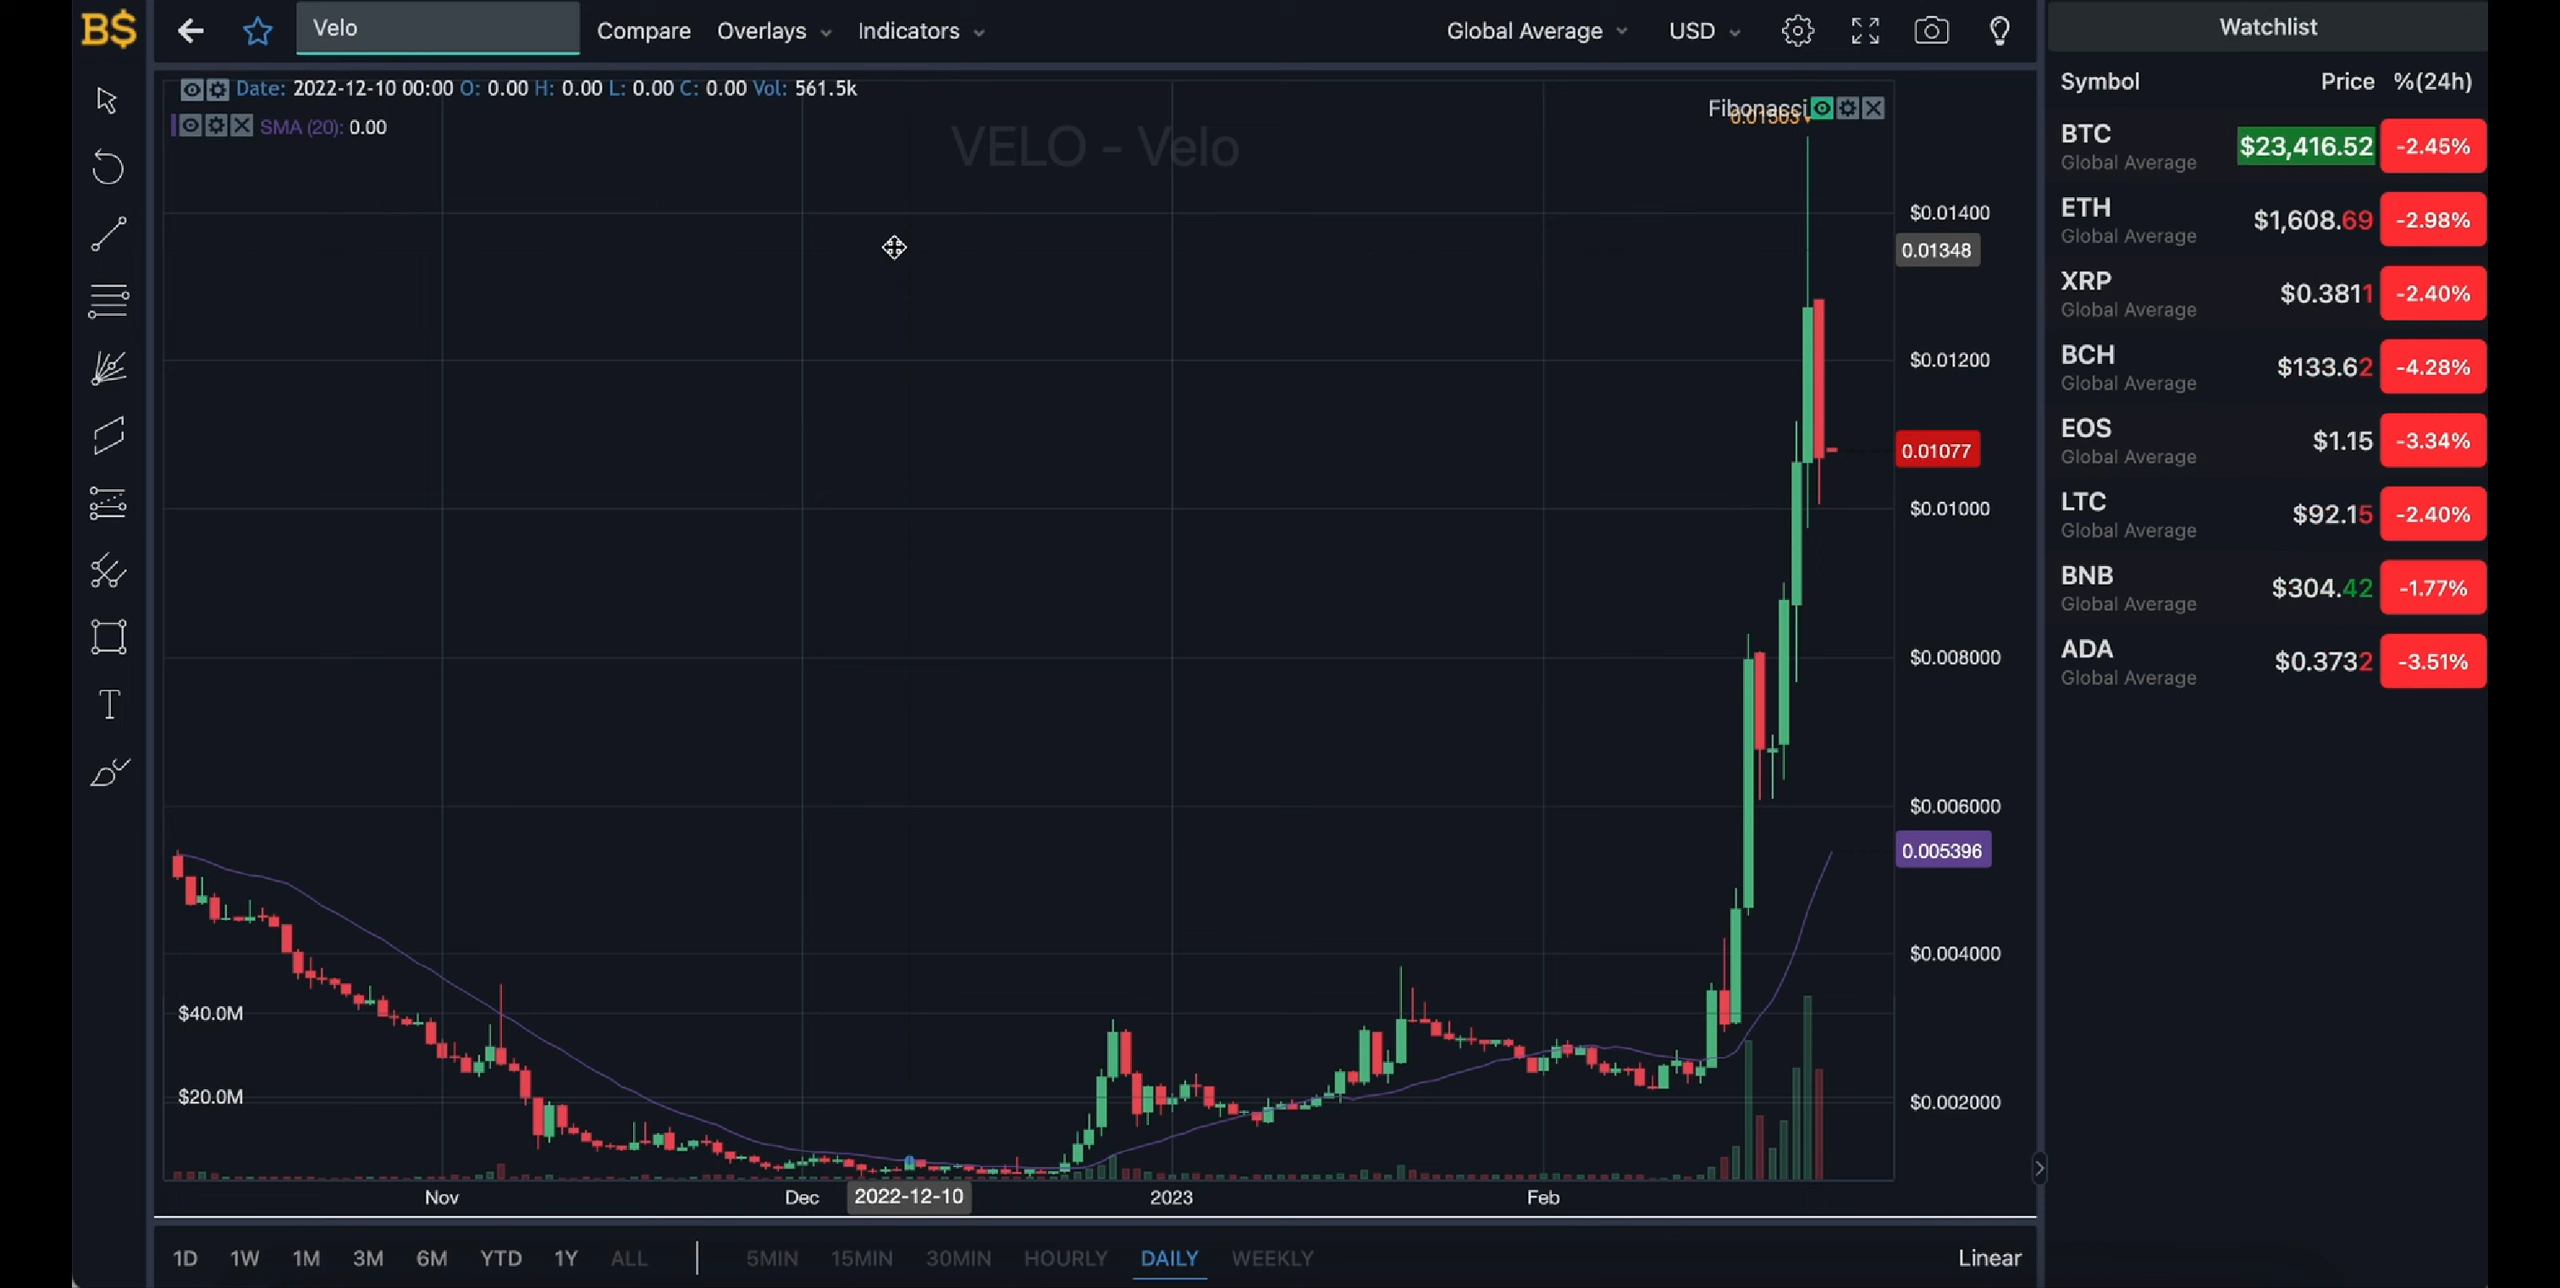 B$
Velo
Compare
Overlays
Indicators
Global Average
USD
Watchlist
Date: 2022-12-10 00:00 O: 0.00 H: 0.00 L: 0.00 C: 0.00 Vol: 561.5k
SMA (20): 0.00
VELO - Velo
Fibonacci
0.01503
$0.01400
0.01348
$0.01200
0.01077
$0.01000
$0.008000
$0.006000
0.005396
$0.004000
$0.002000
$40.0M
$20.0M
Nov
Dec
2022-12-10
2023
Feb
Symbol Price %(24h)
BTC $23,416.52 -2.45%
Global Average
ETH $1,608.69 -2.98%
Global Average
XRP $0.3811 -2.40%
Global Average
BCH $133.62 -4.28%
Global Average
EOS $1.15 -3.34%
Global Average
LTC $92.15 -2.40%
Global Average
BNB $304.42 -1.77%
Global Average
ADA $0.3732 -3.51%
Global Average
T
1D 1W 1M 3M 6M YTD 1Y ALL
5MIN 15MIN 30MIN HOURLY DAILY WEEKLY
Linear